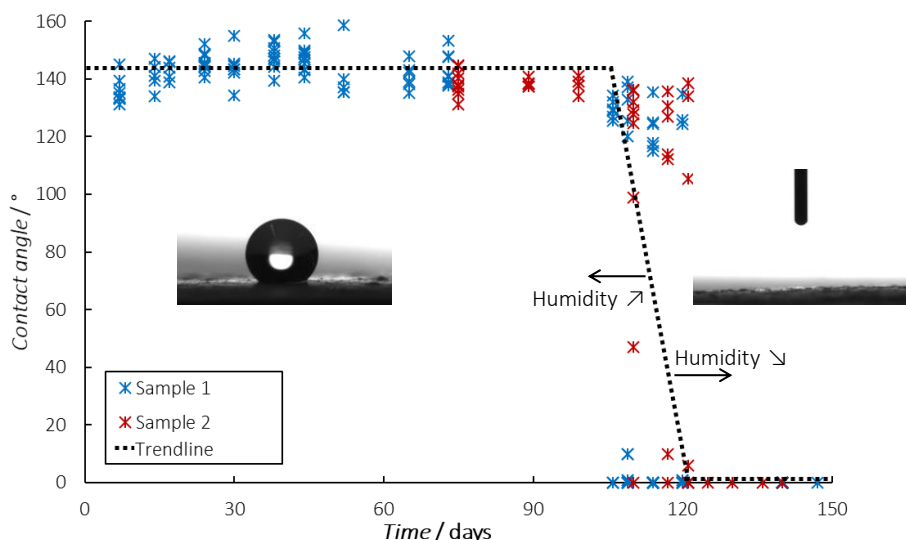 160
140
120
100
80
60
40
20
0
Contact angle / °
Humidity ↗
Humidity ↘
Sample 1
Sample 2
Trendline
0
30
60
90
120
150
Time / days